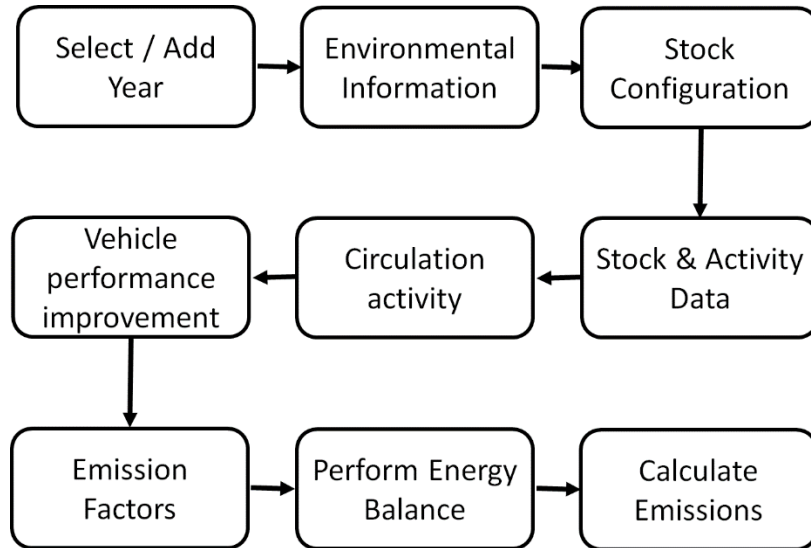 Select / Add
Year
Environmental
Information
Stock
Configuration
Vehicle
performance
improvement
Circulation
activity
Stock & Activity
Data
Emission
Factors
Perform Energy
Balance
Calculate
Emissions